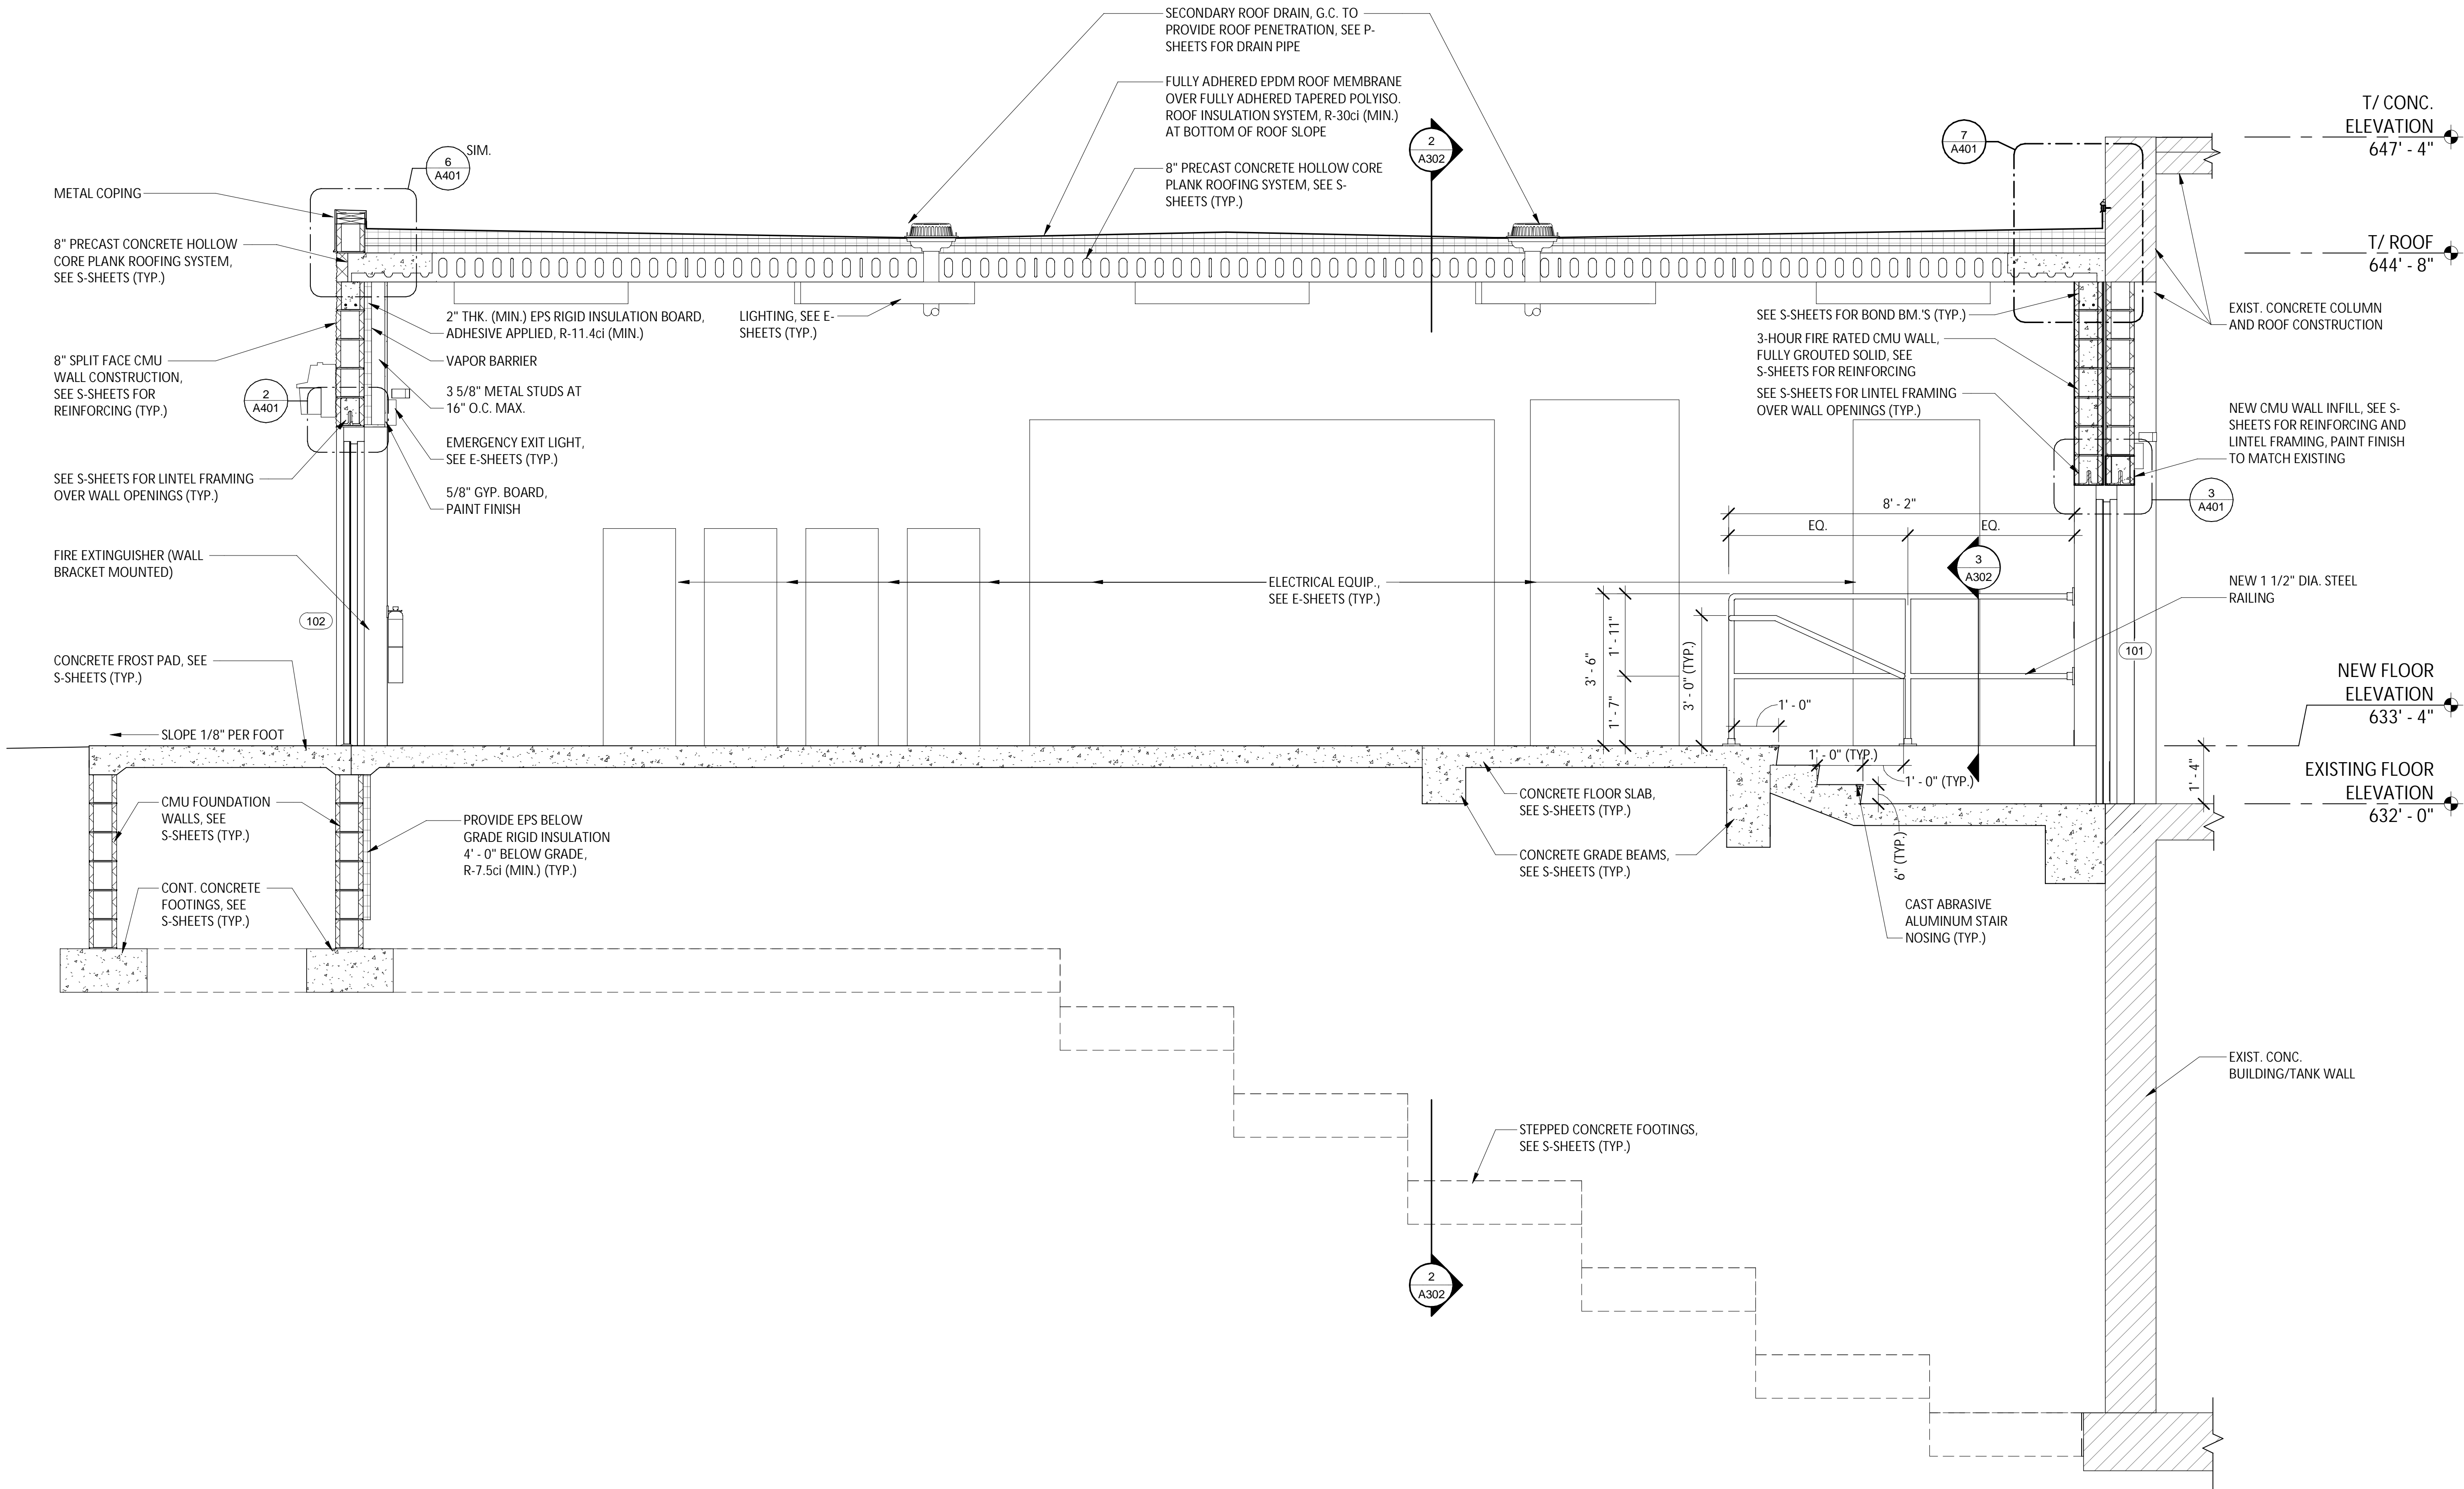 SECONDARY ROOF DRAIN, G.C. TO
PROVIDE ROOF PENETRATION, SEE P-
SHEETS FOR DRAIN PIPE
FULLY ADHERED EPDM ROOF MEMBRANE
OVER FULLY ADHERED TAPERED POLYISO.
ROOF INSULATION SYSTEM, R-30ci (MIN.)
AT BOTTOM OF ROOF SLOPE
8" PRECAST CONCRETE HOLLOW CORE
PLANK ROOFING SYSTEM, SEE S-
SHEETS (TYP.)
2
A302
7
A401
T/ CONC.
ELEVATION
647' - 4"
6
A401
SIM.
METAL COPING
8" PRECAST CONCRETE HOLLOW
CORE PLANK ROOFING SYSTEM,
SEE S-SHEETS (TYP.)
T/ ROOF
644' - 8"
8" SPLIT FACE CMU
WALL CONSTRUCTION,
SEE S-SHEETS FOR
REINFORCING (TYP.)
2
A401
2" THK. (MIN.) EPS RIGID INSULATION BOARD,
ADHESIVE APPLIED, R-11.4ci (MIN.)
VAPOR BARRIER
3 5/8" METAL STUDS AT
16" O.C. MAX.
EMERGENCY EXIT LIGHT,
SEE E-SHEETS (TYP.)
5/8" GYP. BOARD,
PAINT FINISH
LIGHTING, SEE E-
SHEETS (TYP.)
SEE S-SHEETS FOR BOND BM.'S (TYP.)
3-HOUR FIRE RATED CMU WALL,
FULLY GROUTED SOLID, SEE
S-SHEETS FOR REINFORCING
SEE S-SHEETS FOR LINTEL FRAMING
OVER WALL OPENINGS (TYP.)
EXIST. CONCRETE COLUMN
AND ROOF CONSTRUCTION
NEW CMU WALL INFILL, SEE S-
SHEETS FOR REINFORCING AND
LINTEL FRAMING, PAINT FINISH
TO MATCH EXISTING
3
A401
SEE S-SHEETS FOR LINTEL FRAMING
OVER WALL OPENINGS (TYP.)
FIRE EXTINGUISHER (WALL
BRACKET MOUNTED)
102
CONCRETE FROST PAD, SEE
S-SHEETS (TYP.)
SLOPE 1/8" PER FOOT
ELECTRICAL EQUIP.,
SEE E-SHEETS (TYP.)
8' - 2"
EQ.
EQ.
3
A302
3' - 6"
1' - 11"
1' - 7"
3' - 0" (TYP.)
1' - 0"
1' - 0" (TYP.)
1' - 0" (TYP.)
6" (TYP.)
NEW 1 1/2" DIA. STEEL
RAILING
101
NEW FLOOR
ELEVATION
633' - 4"
1' - 4"
EXISTING FLOOR
ELEVATION
632' - 0"
CMU FOUNDATION
WALLS, SEE
S-SHEETS (TYP.)
CONT. CONCRETE
FOOTINGS, SEE
S-SHEETS (TYP.)
PROVIDE EPS BELOW
GRADE RIGID INSULATION
4' - 0" BELOW GRADE,
R-7.5ci (MIN.) (TYP.)
CONCRETE FLOOR SLAB,
SEE S-SHEETS (TYP.)
CONCRETE GRADE BEAMS,
SEE S-SHEETS (TYP.)
CAST ABRASIVE
ALUMINUM STAIR
NOSING (TYP.)
EXIST. CONC.
BUILDING/TANK WALL
STEPPED CONCRETE FOOTINGS,
SEE S-SHEETS (TYP.)
2
A302